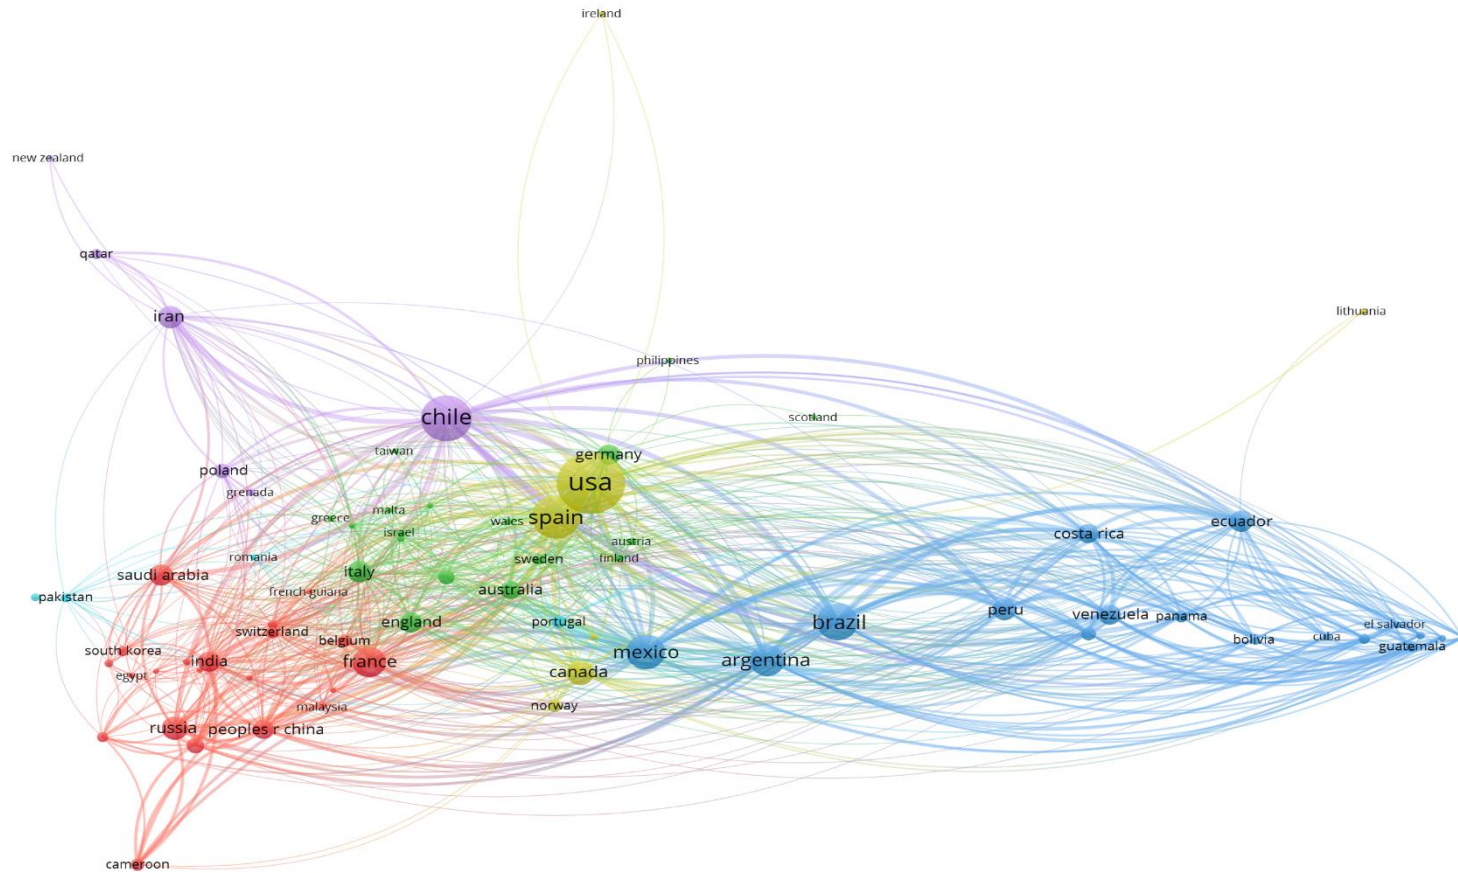 ireland
new zealand
qatar
iran
lithuania
philippines
chile
scotland
taiwan
germany
poland
usa
grenada
malta
greece
spain
wales
ecuador
israel
costa rica
austria
romania
sweden
finland
saudi arabia
italy
french guiana
australia
pakistan
peru
venezuela
panama
england
portugal
brazil
el salvador
switzerland
belgium
bolivia
cuba
guatemala
south korea
india
france
mexico
argentina
egypt
canada
malaysia
norway
russia
peoples r china
cameroon